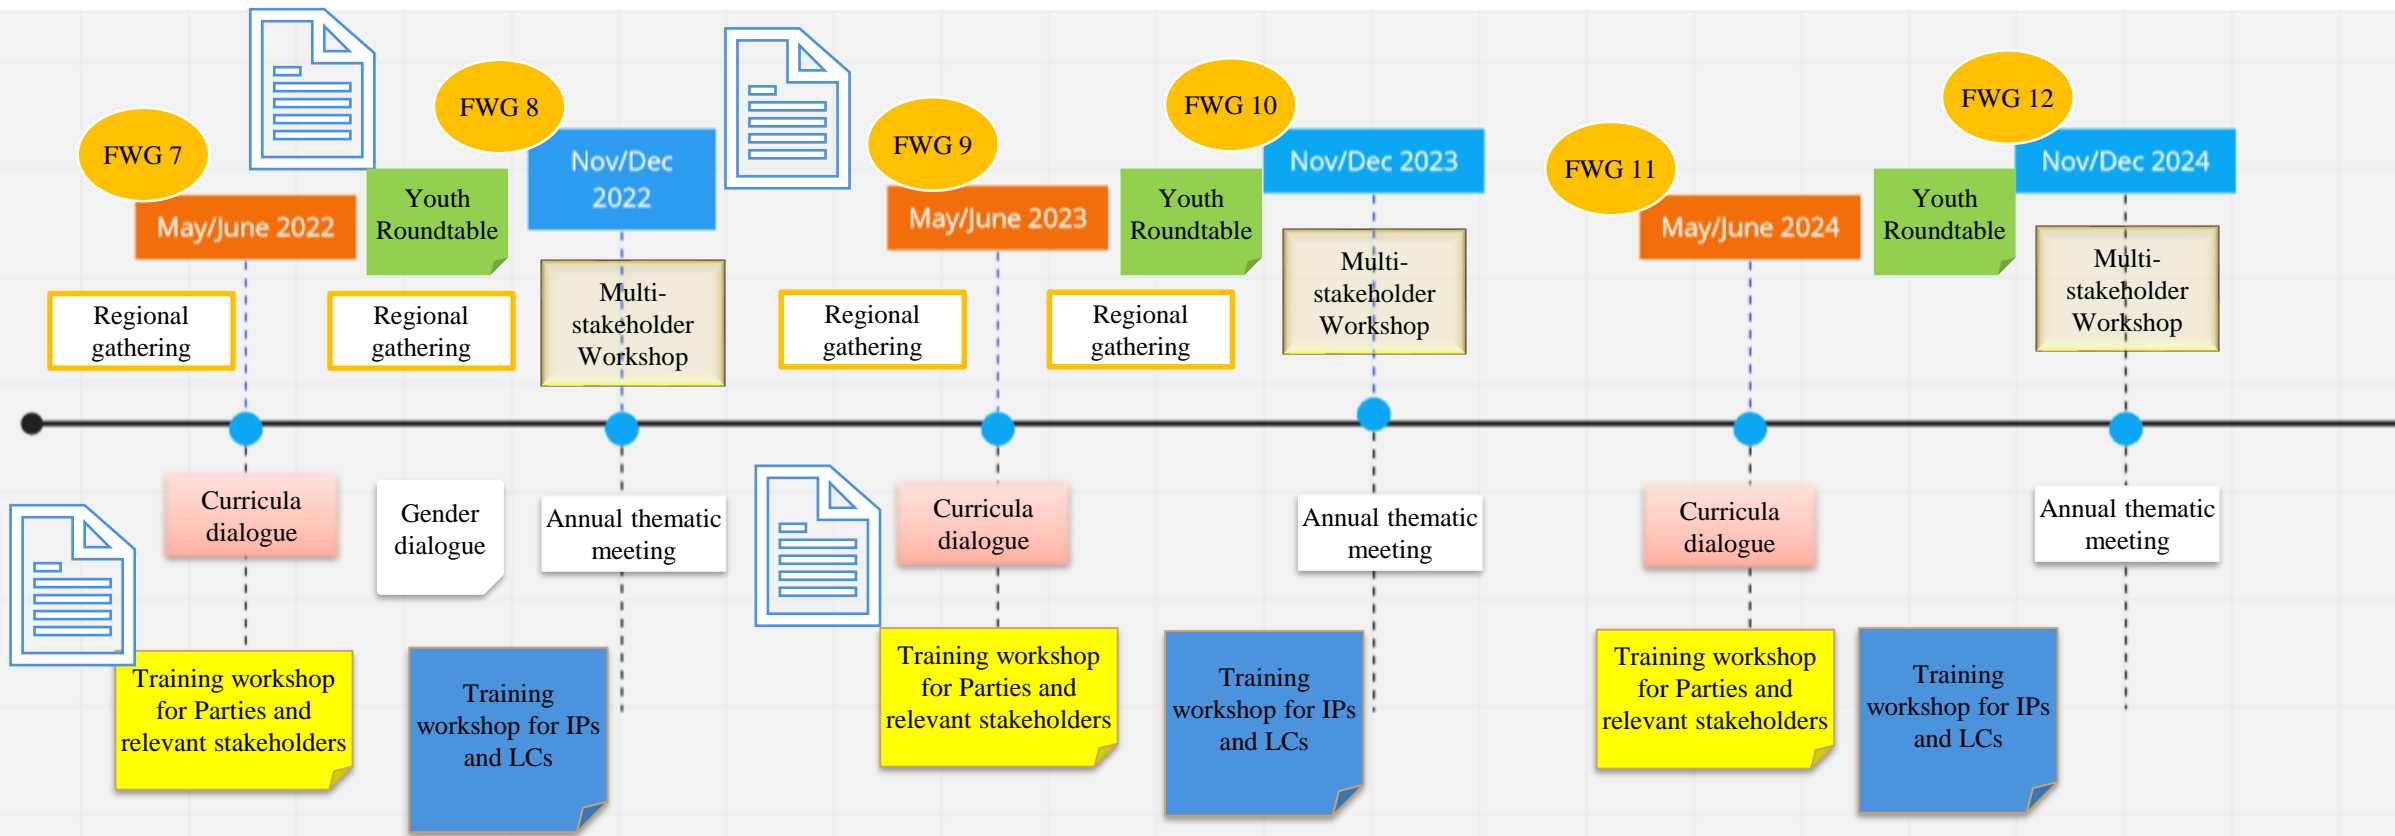 FWG 7
May/June 2022
Regional
gathering
Youth
Roundtable
Regional
gathering
FWG 8
Nov/Dec
2022
Multi-
stakeholder
Workshop
FWG 9
May/June 2023
Regional
gathering
Youth
Roundtable
Regional
gathering
FWG 10
Nov/Dec 2023
Multi-
stakeholder
Workshop
FWG 11
May/June 2024
Youth
Roundtable
FWG 12
Nov/Dec 2024
Multi-
stakeholder
Workshop
Curricula
dialogue
Gender
dialogue
Annual thematic
meeting
Curricula
dialogue
Annual thematic
meeting
Curricula
dialogue
Annual thematic
meeting
Training workshop
for Parties and
relevant stakeholders
Training
workshop for IPs
and LCs
Training workshop
for Parties and
relevant stakeholders
Training
workshop for IPs
and LCs
Training workshop
for Parties and
relevant stakeholders
Training
workshop for IPs
and LCs